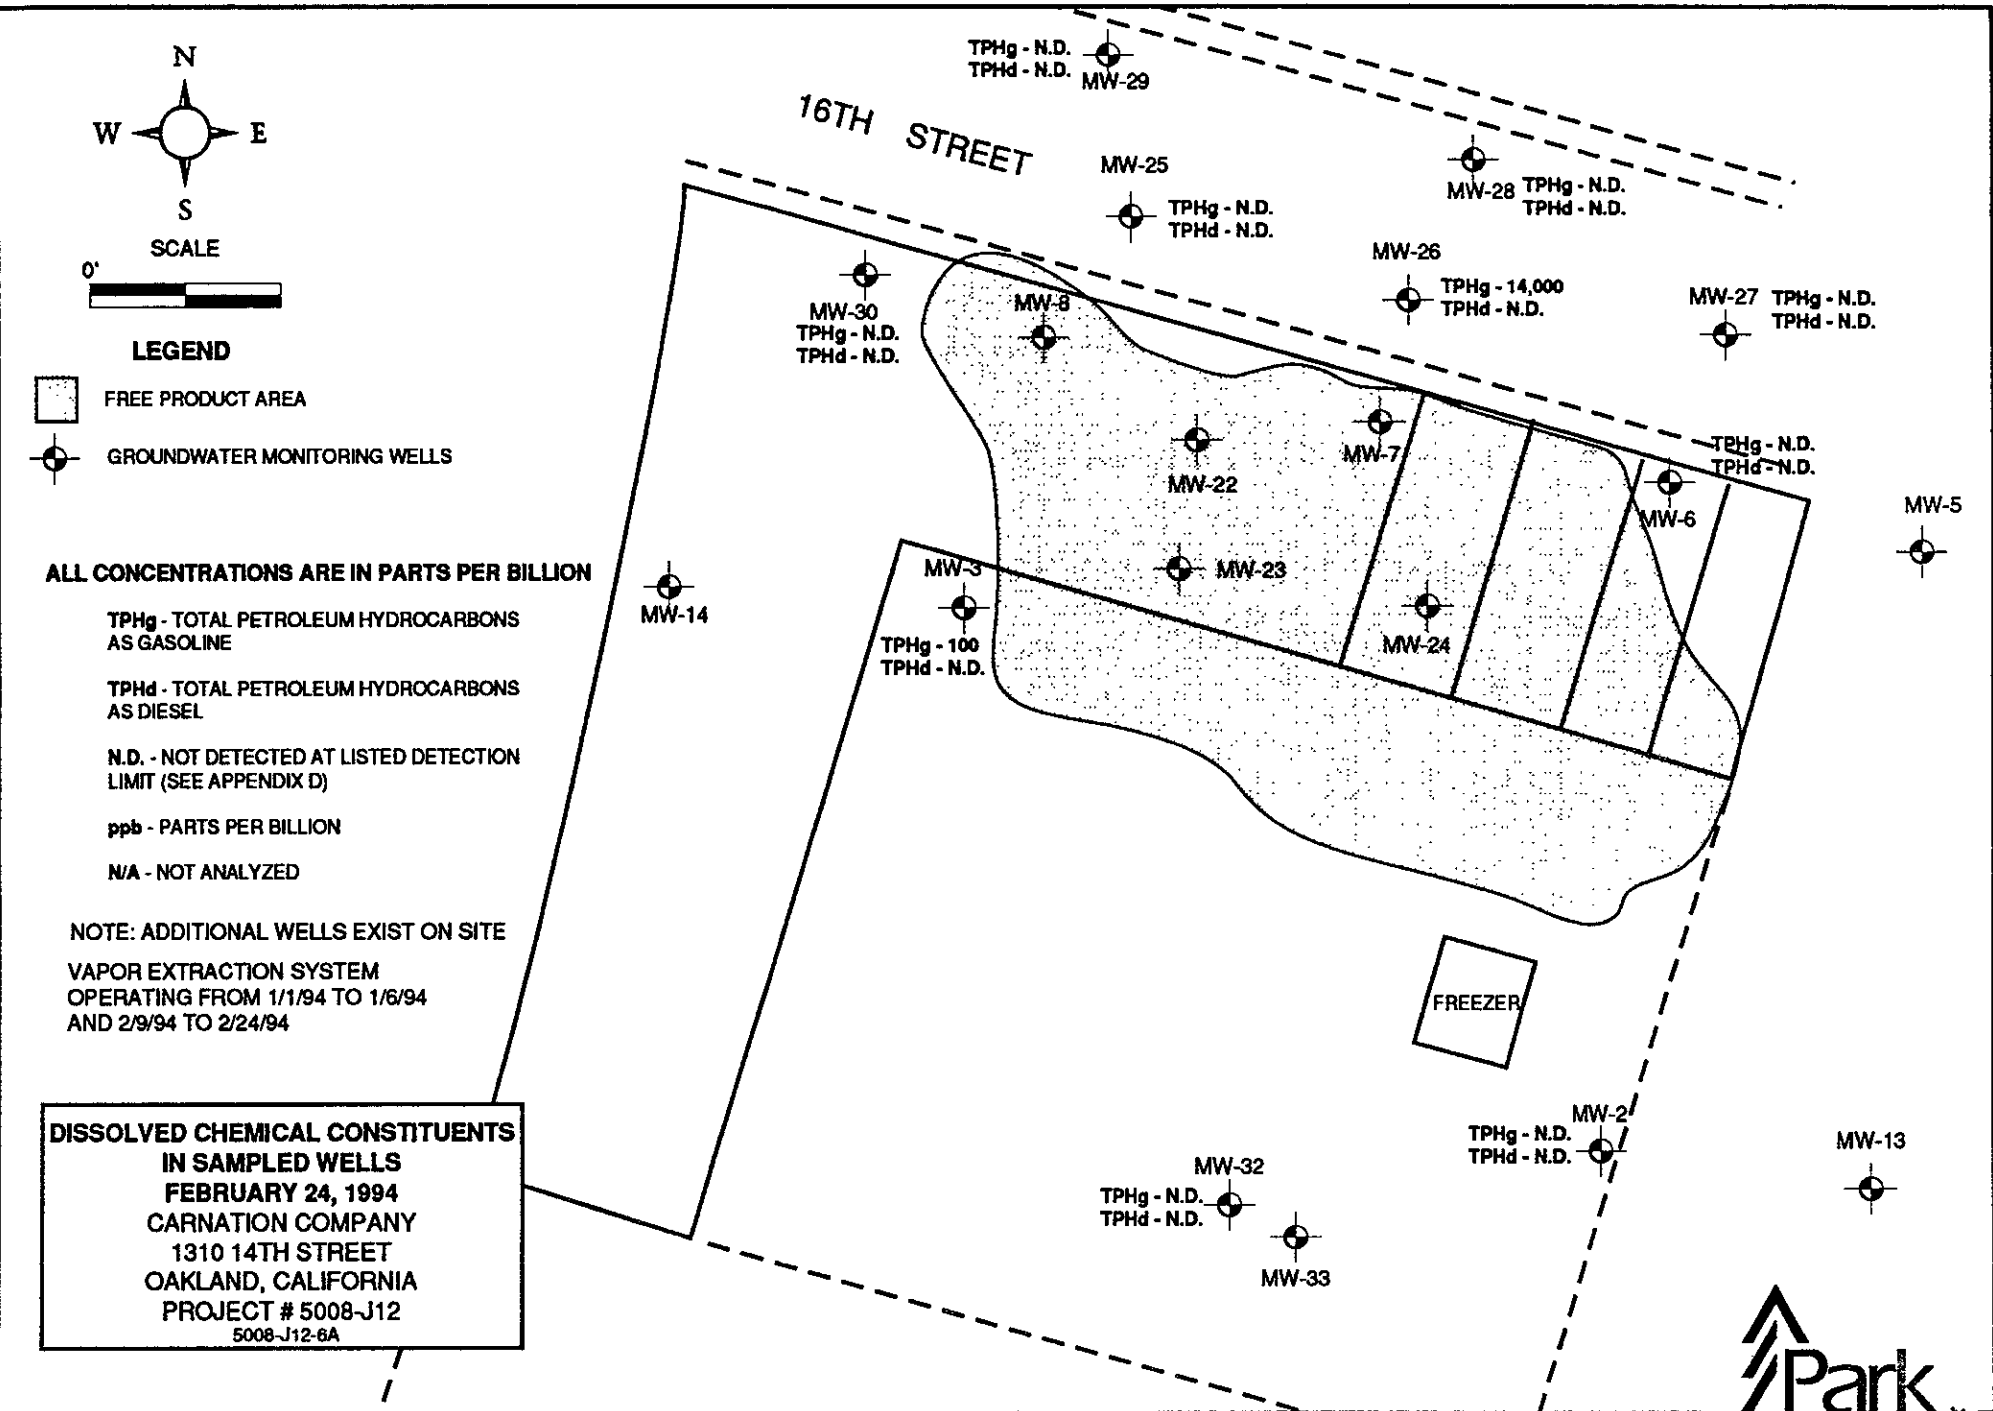 N
W E
S
SCALE
0'
LEGEND
FREE PRODUCT AREA
GROUNDWATER MONITORING WELLS
ALL CONCENTRATIONS ARE IN PARTS PER BILLION
TPHg - TOTAL PETROLEUM HYDROCARBONS
AS GASOLINE
TPHd - TOTAL PETROLEUM HYDROCARBONS
AS DIESEL
N.D. - NOT DETECTED AT LISTED DETECTION
LIMIT (SEE APPENDIX D)
ppb - PARTS PER BILLION
N/A - NOT ANALYZED
NOTE: ADDITIONAL WELLS EXIST ON SITE
VAPOR EXTRACTION SYSTEM
OPERATING FROM 1/1/94 TO 1/6/94
AND 2/9/94 TO 2/24/94
DISSOLVED CHEMICAL CONSTITUENTS
IN SAMPLED WELLS
FEBRUARY 24, 1994
CARNATION COMPANY
1310 14TH STREET
OAKLAND, CALIFORNIA
PROJECT # 5008-J12
5008-J12-6A
16TH STREET
TPHg - N.D.
TPHd - N.D.
MW-29
MW-25
TPHg - N.D.
TPHd - N.D.
MW-28
TPHg - N.D.
TPHd - N.D.
MW-26
TPHg - 14,000
TPHd - N.D.
MW-27
TPHg - N.D.
TPHd - N.D.
MW-30
TPHg - N.D.
TPHd - N.D.
MW-8
MW-22
MW-7
TPHg - N.D.
TPHd - N.D.
MW-6
MW-5
MW-14
MW-3
TPHg - 100
TPHd - N.D.
MW-23
MW-24
FREEZER
MW-2
TPHg - N.D.
TPHd - N.D.
MW-13
MW-32
TPHg - N.D.
TPHd - N.D.
MW-33
Park